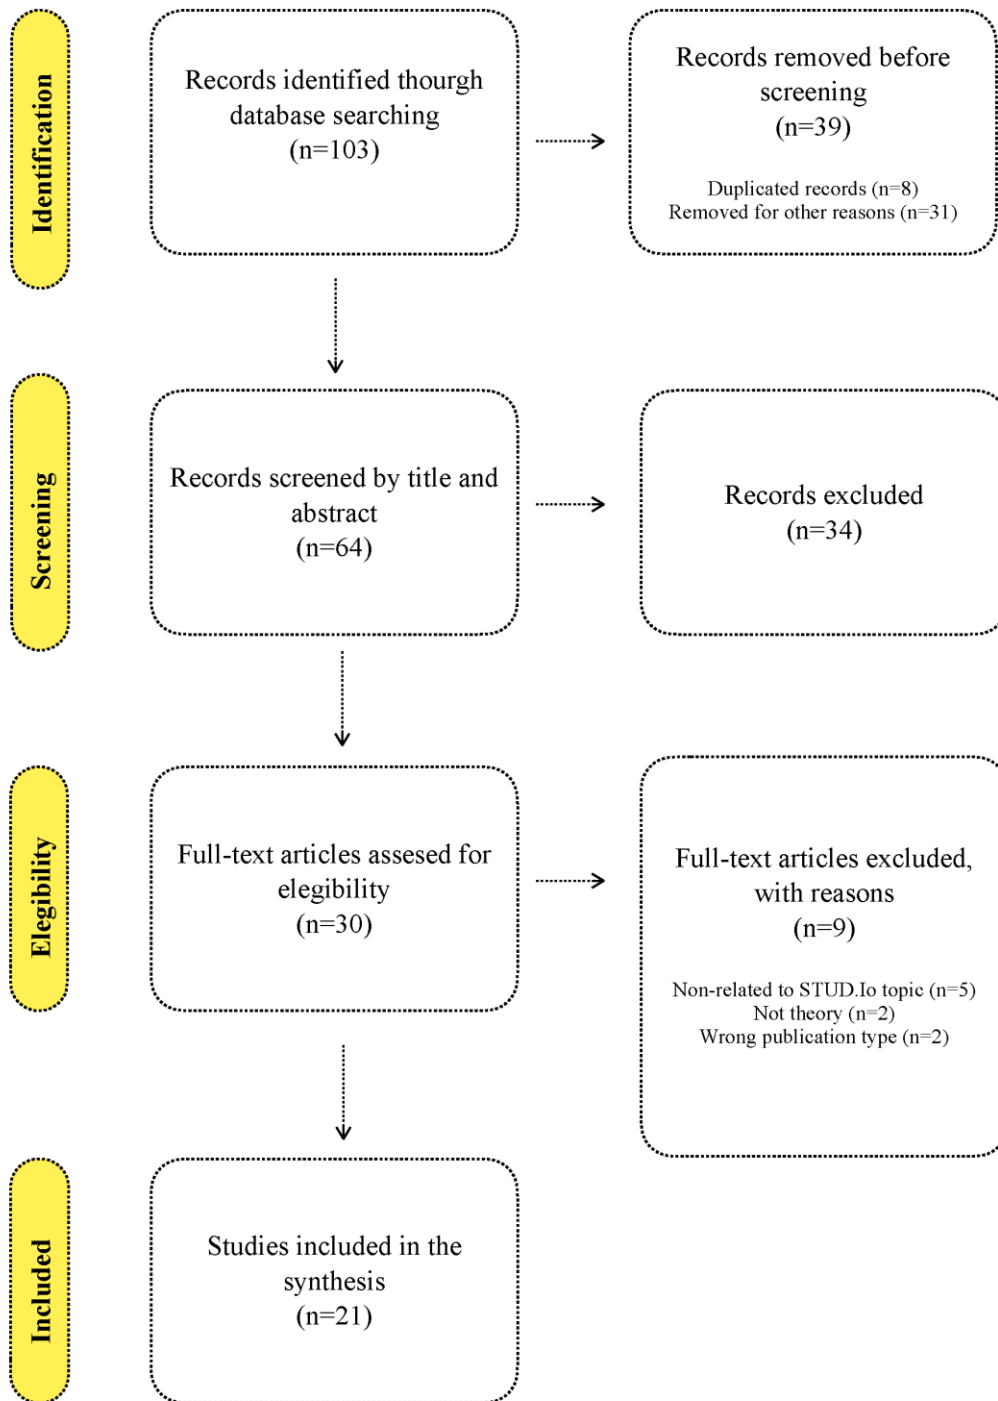 Identification
Records identified thourgh
database searching
(n=103)
Records removed before
screening
(n=39)
Duplicated records (n=8)
Removed for other reasons (n=31)
Screening
Records screened by title and
abstract
(n=64)
Records excluded
(n=34)
Elegibility
Full-text articles assesed for
elegibility
(n=30)
Full-text articles excluded,
with reasons
(n=9)
Non-related to STUD.Io topic (n=5)
Not theory (n=2)
Wrong publication type (n=2)
Included
Studies included in the
synthesis
(n=21)